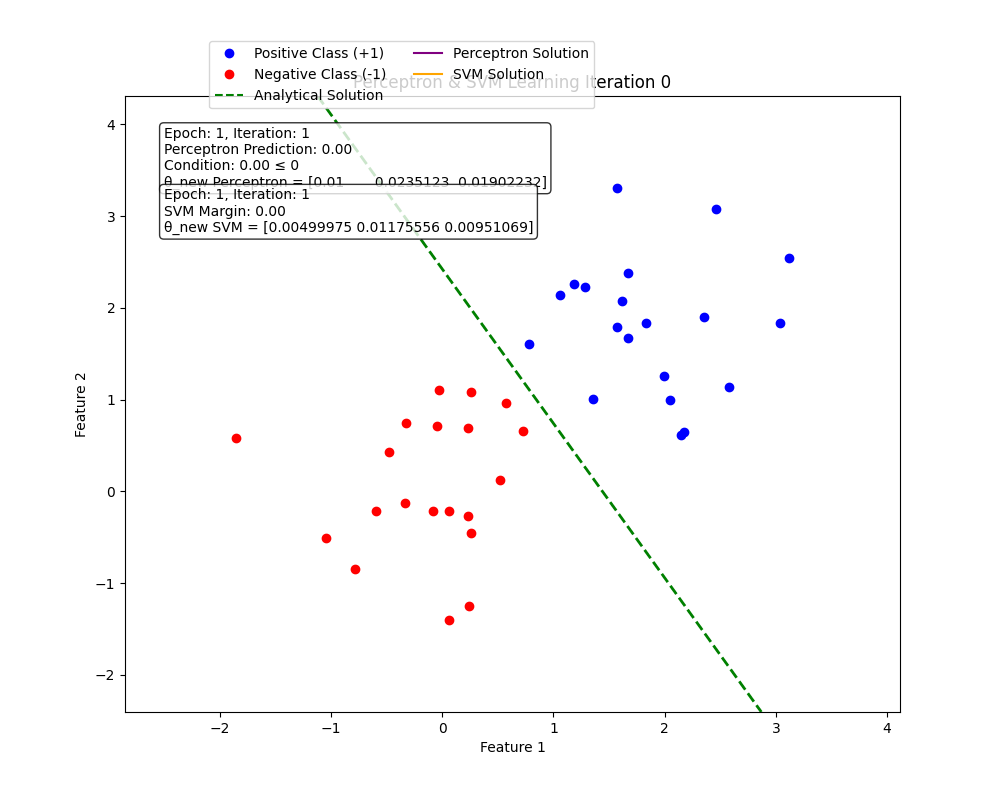 Positive Class (+1)
Negative Class (-1)
Analytical Solution
Perceptron Solution
SVM Solution
Perceptron & SVM Learning Iteration 0
Epoch: 1, Iteration: 1
Perceptron Prediction: 0.00
Condition: 0.00 ≤ 0
θ_new Perceptron = [0.01 0.0235123 0.01902232]
Epoch: 1, Iteration: 1
SVM Margin: 0.00
θ_new SVM = [0.00499975 0.01175556 0.00951069]
4
3
2
1
0
−1
−2
Feature 2
−2 −1 0 1 2 3 4
Feature 1